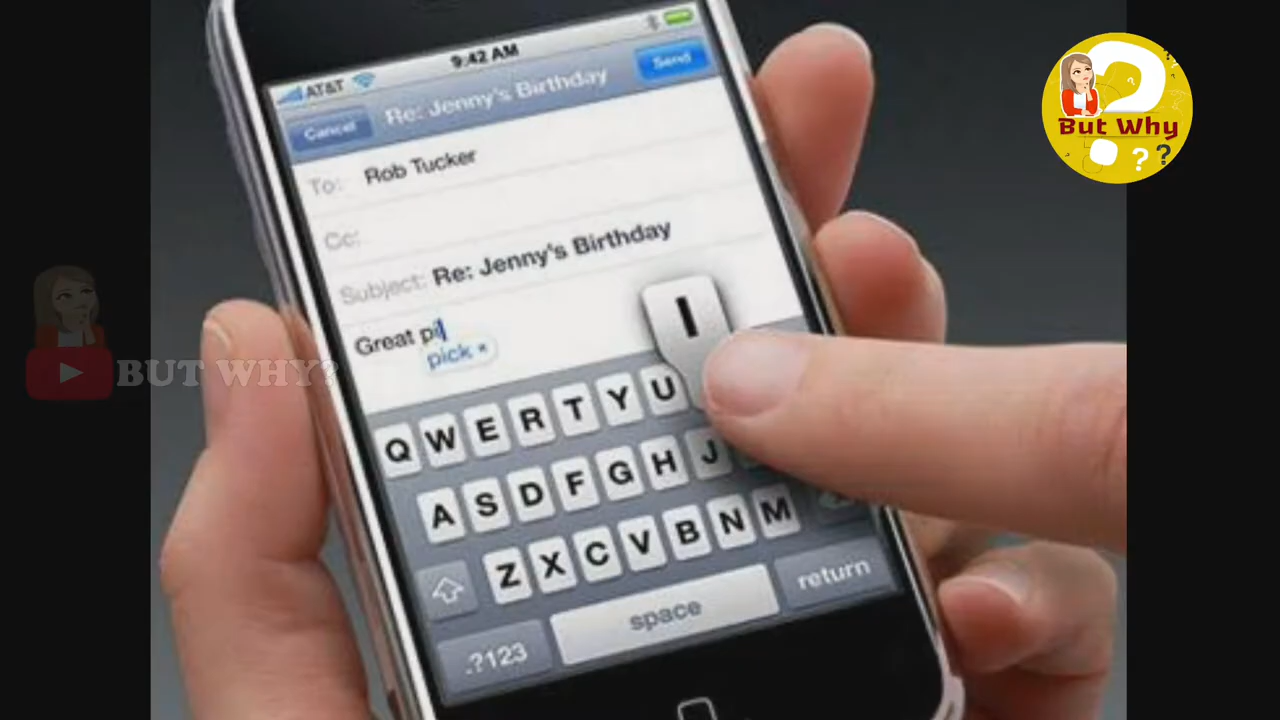 AT&T
9:42 AM
Cancel
Re: Jenny's Birthday
Send
To: Rob Tucker
Cc:
Subject: Re: Jenny's Birthday
Great pi
pick ×
I
Q W E R T Y U
A S D F G H J
Z X C V B N M
.?123
space
return
But Why
? ? ?
BUT WHY?